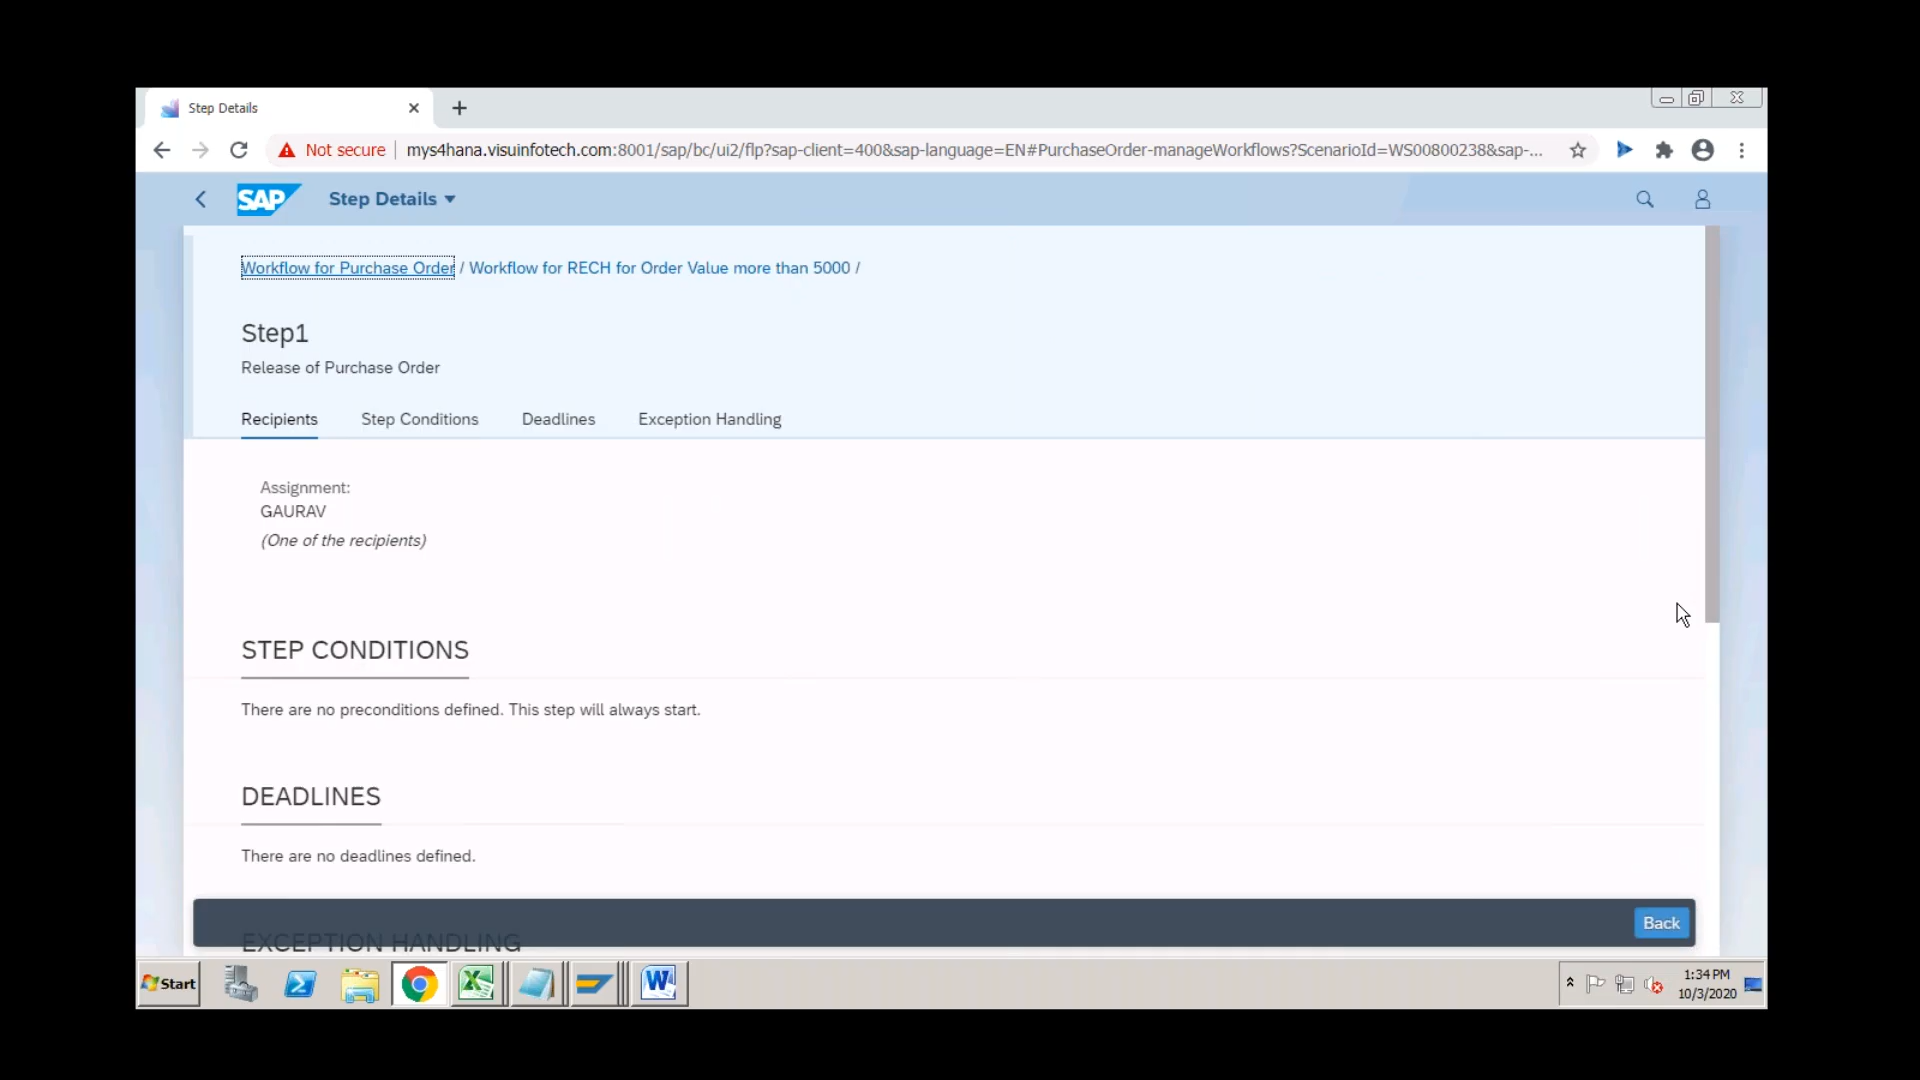 Step Details
Not secure mys4hana.visuinfotech.com:8001/sap/bc/ui2/flp?sap-client=400&sap-language=EN#PurchaseOrder-manageWorkflows?ScenarioId=WS00800238&sap-...
SAP Step Details
Workflow for Purchase Order / Workflow for RECH for Order Value more than 5000 /
Step1
Release of Purchase Order
Recipients Step Conditions Deadlines Exception Handling
Assignment:
GAURAV
(One of the recipients)
STEP CONDITIONS
There are no preconditions defined. This step will always start.
DEADLINES
There are no deadlines defined.
Back
EXCEPTION HANDLING
Start
1:34 PM
10/3/2020